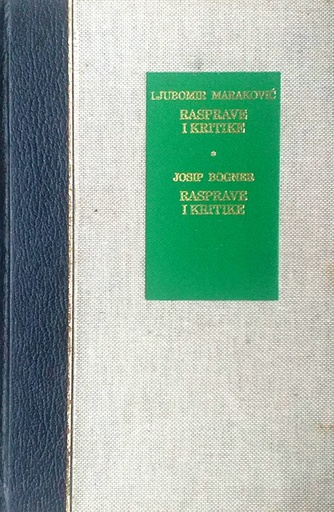 LJUBOMIR MARAKOVIĆ
RASPRAVE
I KRITIKE
*
JOSIP BOGNER
RASPRAVE
I KRITIKE